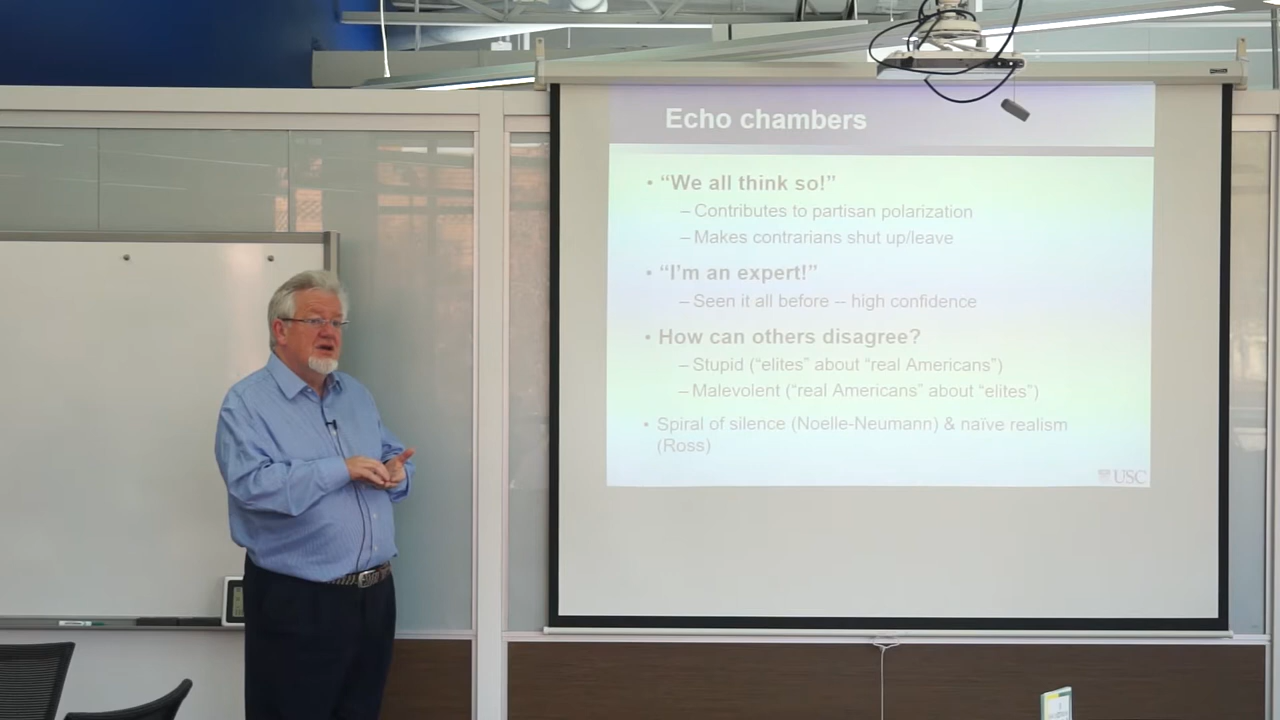 Echo chambers
• “We all think so!”
– Contributes to partisan polarization
– Makes contrarians shut up/leave
• “I’m an expert!”
– Seen it all before – high confidence
• How can others disagree?
– Stupid (“elites” about “real Americans”)
– Malevolent (“real Americans” about “elites”)
• Spiral of silence (Noelle-Neumann) & naïve realism
(Ross)
USC